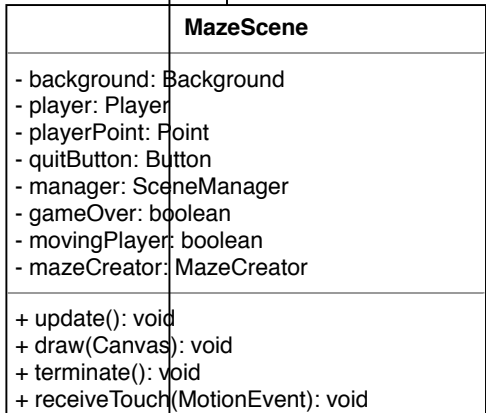 MazeScene
- background: Background
- player: Player
- playerPoint: Point
- quitButton: Button
- manager: SceneManager
- gameOver: boolean
- movingPlayer: boolean
- mazeCreator: MazeCreator
+ update(): void
+ draw(Canvas): void
+ terminate(): void
+ receiveTouch(MotionEvent): void